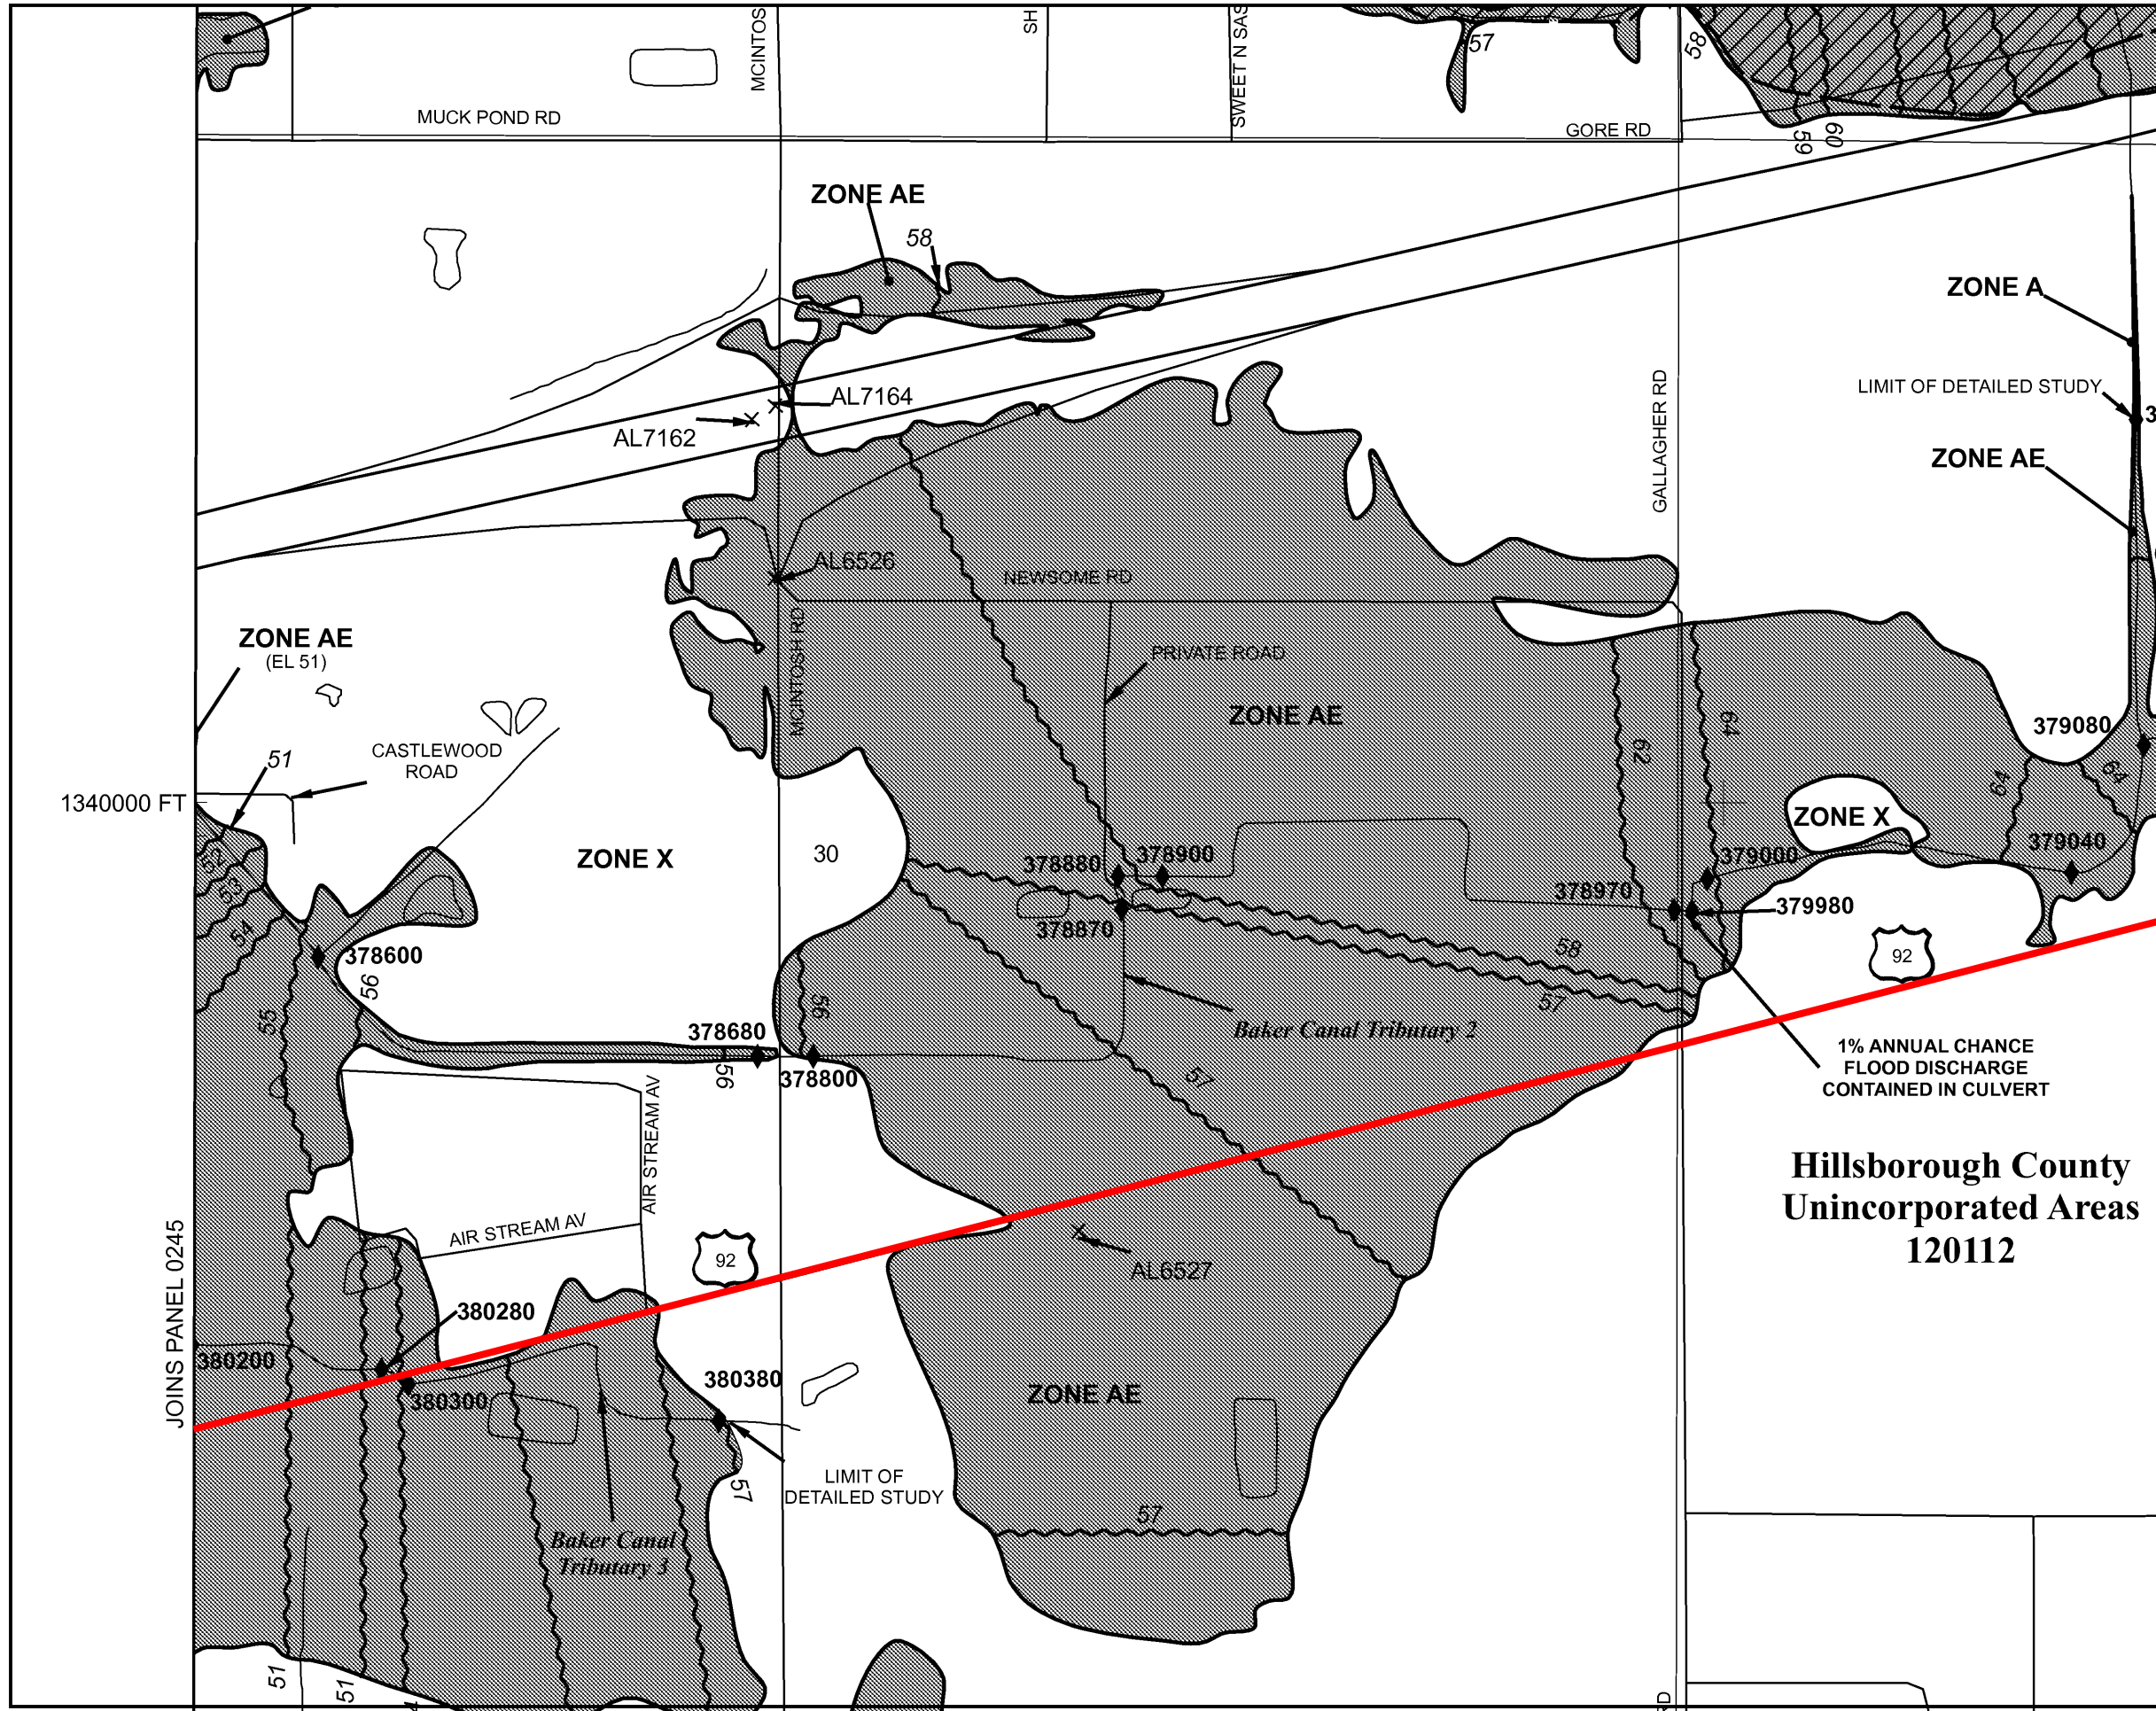 MCINTOS
SH
SWEET N SAS
57
58
MUCK POND RD
GORE RD
59
60
ZONE AE
58
ZONE A
LIMIT OF DETAILED STUDY
3
ZONE AE
GALLAGHER RD
AL7164
AL7162
AL6526
NEWSOME RD
MCINTOSH RD
PRIVATE ROAD
ZONE AE
(EL 51)
ZONE AE
62
64
379080
64
64
51
CASTLEWOOD
ROAD
1340000 FT
ZONE X
ZONE X
30
52
53
54
378880
378900
379000
379040
378970
379980
378870
378600
92
56
55
56
58
57
378680
Baker Canal Tributary 2
378800
56
57
1% ANNUAL CHANCE
FLOOD DISCHARGE
CONTAINED IN CULVERT
AIR STREAM AV
AIR STREAM AV
92
Hillsborough County
Unincorporated Areas
120112
AL6527
JOINS PANEL 0245
380280
380200
380300
380380
ZONE AE
LIMIT OF
DETAILED STUDY
57
57
Baker Canal
Tributary 3
51
51
D